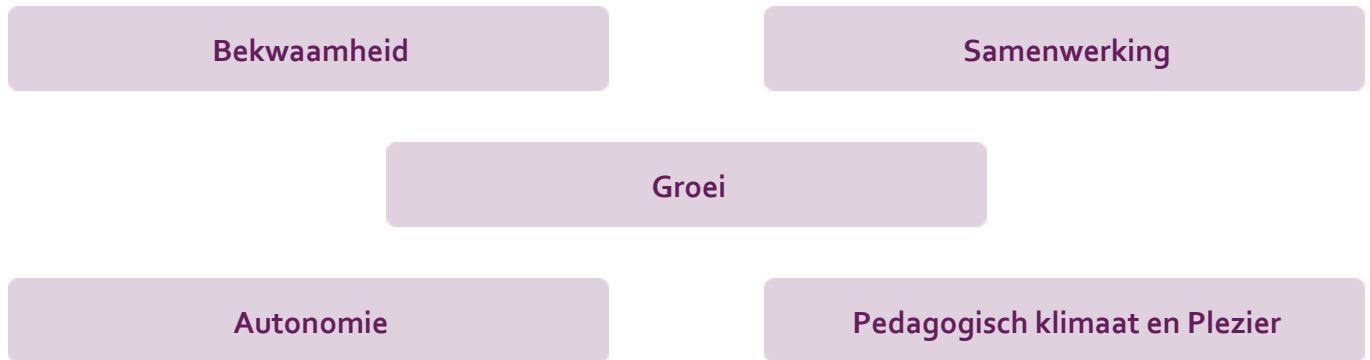 Bekwaamheid
Samenwerking
Groei
Autonomie
Pedagogisch klimaat en Plezier